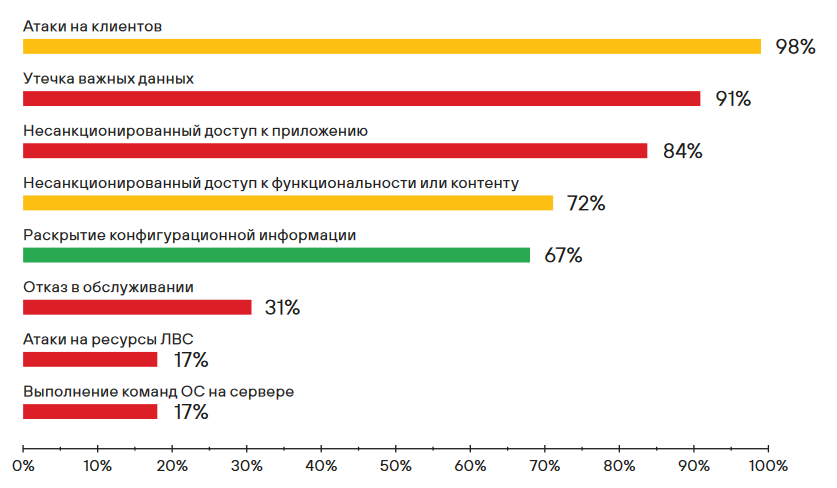 Атаки на клиентов
98%
Утечка важных данных
91%
Несанкционированный доступ к приложению
84%
Несанкционированный доступ к функциональности или контенту
72%
Раскрытие конфигурационной информации
67%
Отказ в обслуживании
31%
Атаки на ресурсы ЛВС
17%
Выполнение команд ОС на сервере
17%
0% 10% 20% 30% 40% 50% 60% 70% 80% 90% 100%